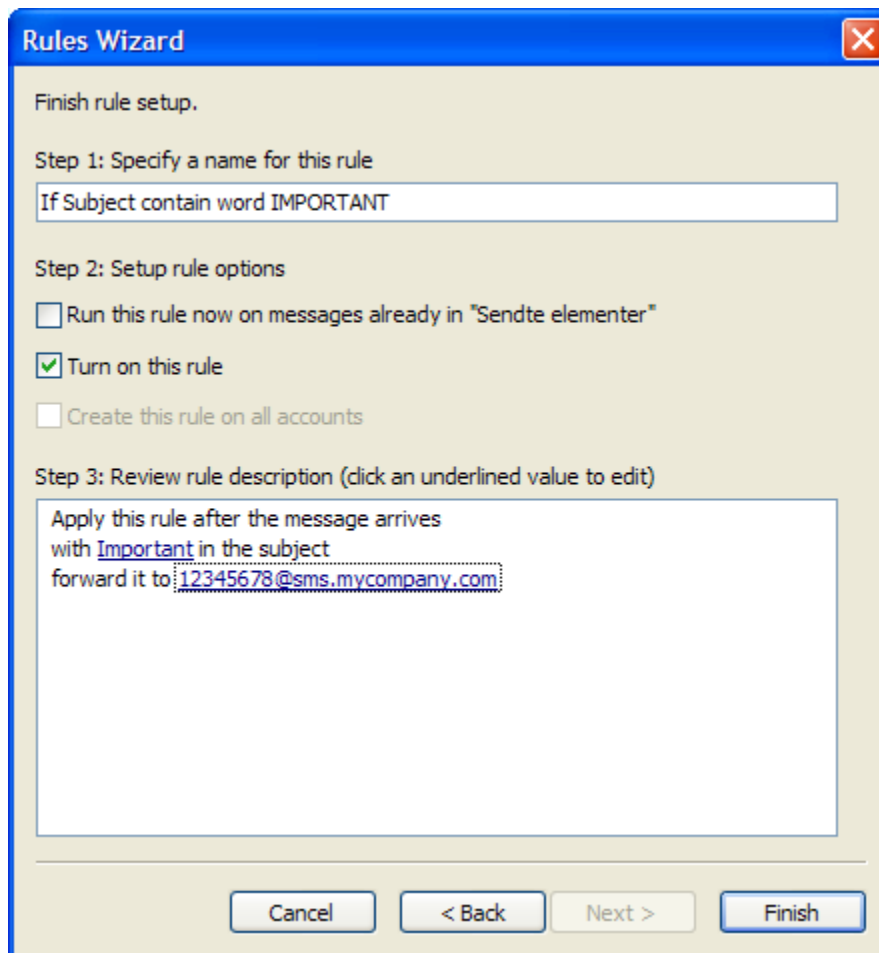 Rules Wizard
Finish rule setup.
Step 1: Specify a name for this rule
If Subject contain word IMPORTANT
Step 2: Setup rule options
Run this rule now on messages already in "Sendte elementer"
Turn on this rule
Create this rule on all accounts
Step 3: Review rule description (click an underlined value to edit)
Apply this rule after the message arrives
with Important in the subject
forward it to 12345678@sms.mycompany.com
Cancel < Back Next > Finish